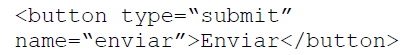 <button type=“submit”
name=“enviar”>Enviar</button>